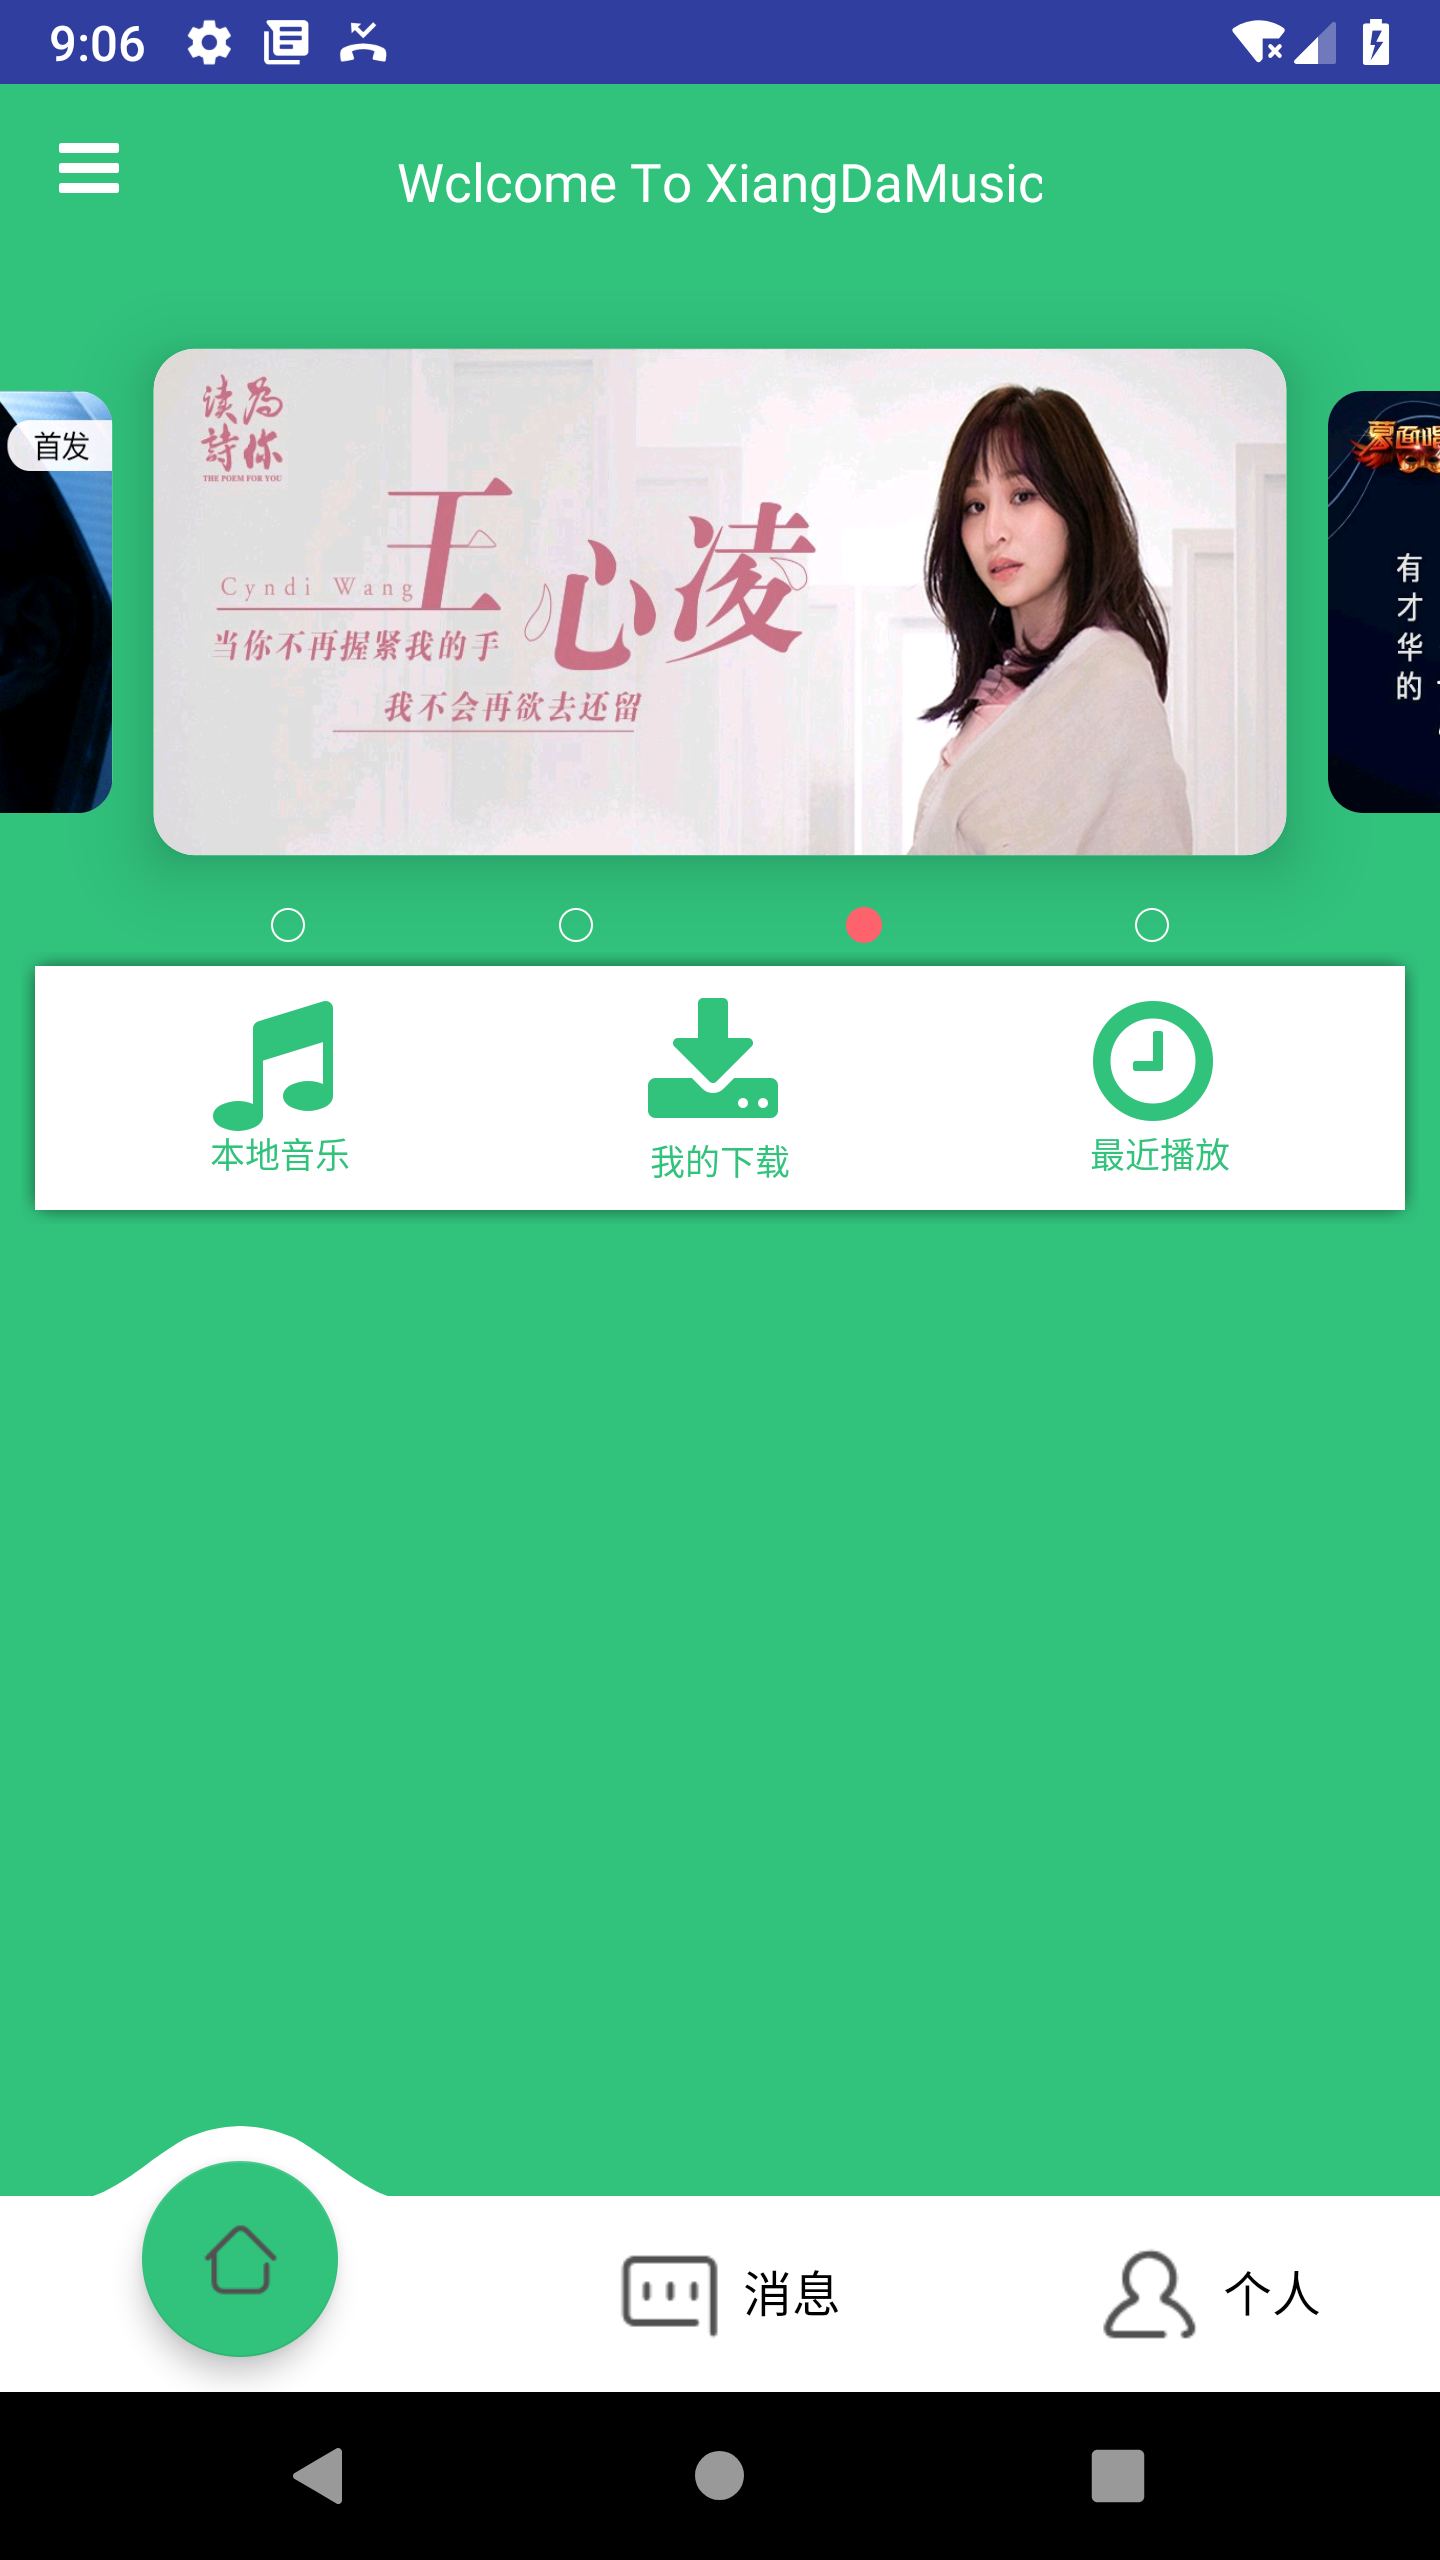 9:06
Wclcome To XiangDaMusic
首发
读为
詩你
THE POEM FOR YOU
王心凌
Cyndi Wang
当你不再握紧我的手
我不会再欲去还留
有才华的
本地音乐
我的下载
最近播放
消息
个人